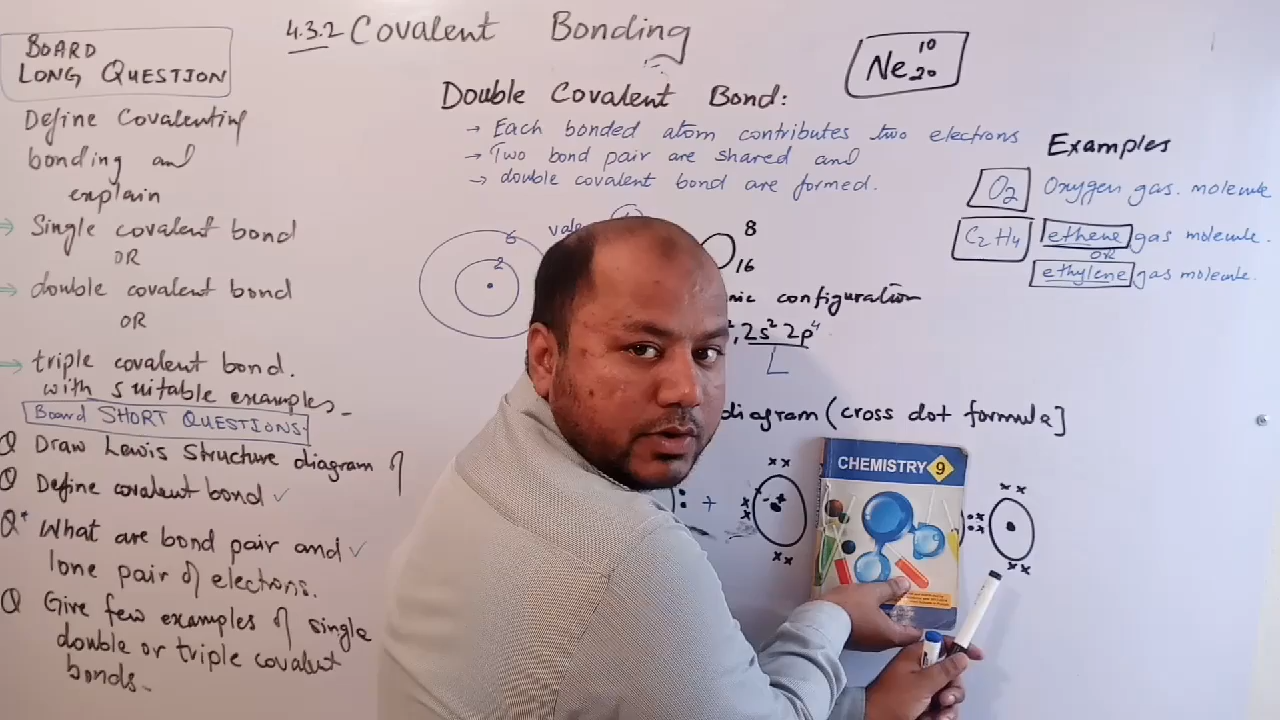 4.3.2 Covalent Bonding
BOARD
LONG QUESTION
Define Covalenting
bonding and
explain
Single covalent bond
OR
double covalent bond
OR
triple covalent bond.
with suitable examples
Board SHORT QUESTIONS
Q Draw Lewis Structure diagram of
Q Define covalent bond ✓
Q* What are bond pair and ✓
lone pair of electrons.
Q Give few examples of single
double or triple covalent
bonds.
Ne 10
20
Double Covalent Bond:
→ Each bonded atom contributes two electrons
→ Two bond pair are shared and
→ double covalent bond are formed.
Examples
O2 Oxygen gas molecule
C2H4 ethene gas molecule.
OR
ethylene gas molecule.
6
2
8
16
configuration
2s² 2p⁴
L
diagram (cross dot formula]
+
CHEMISTRY 9